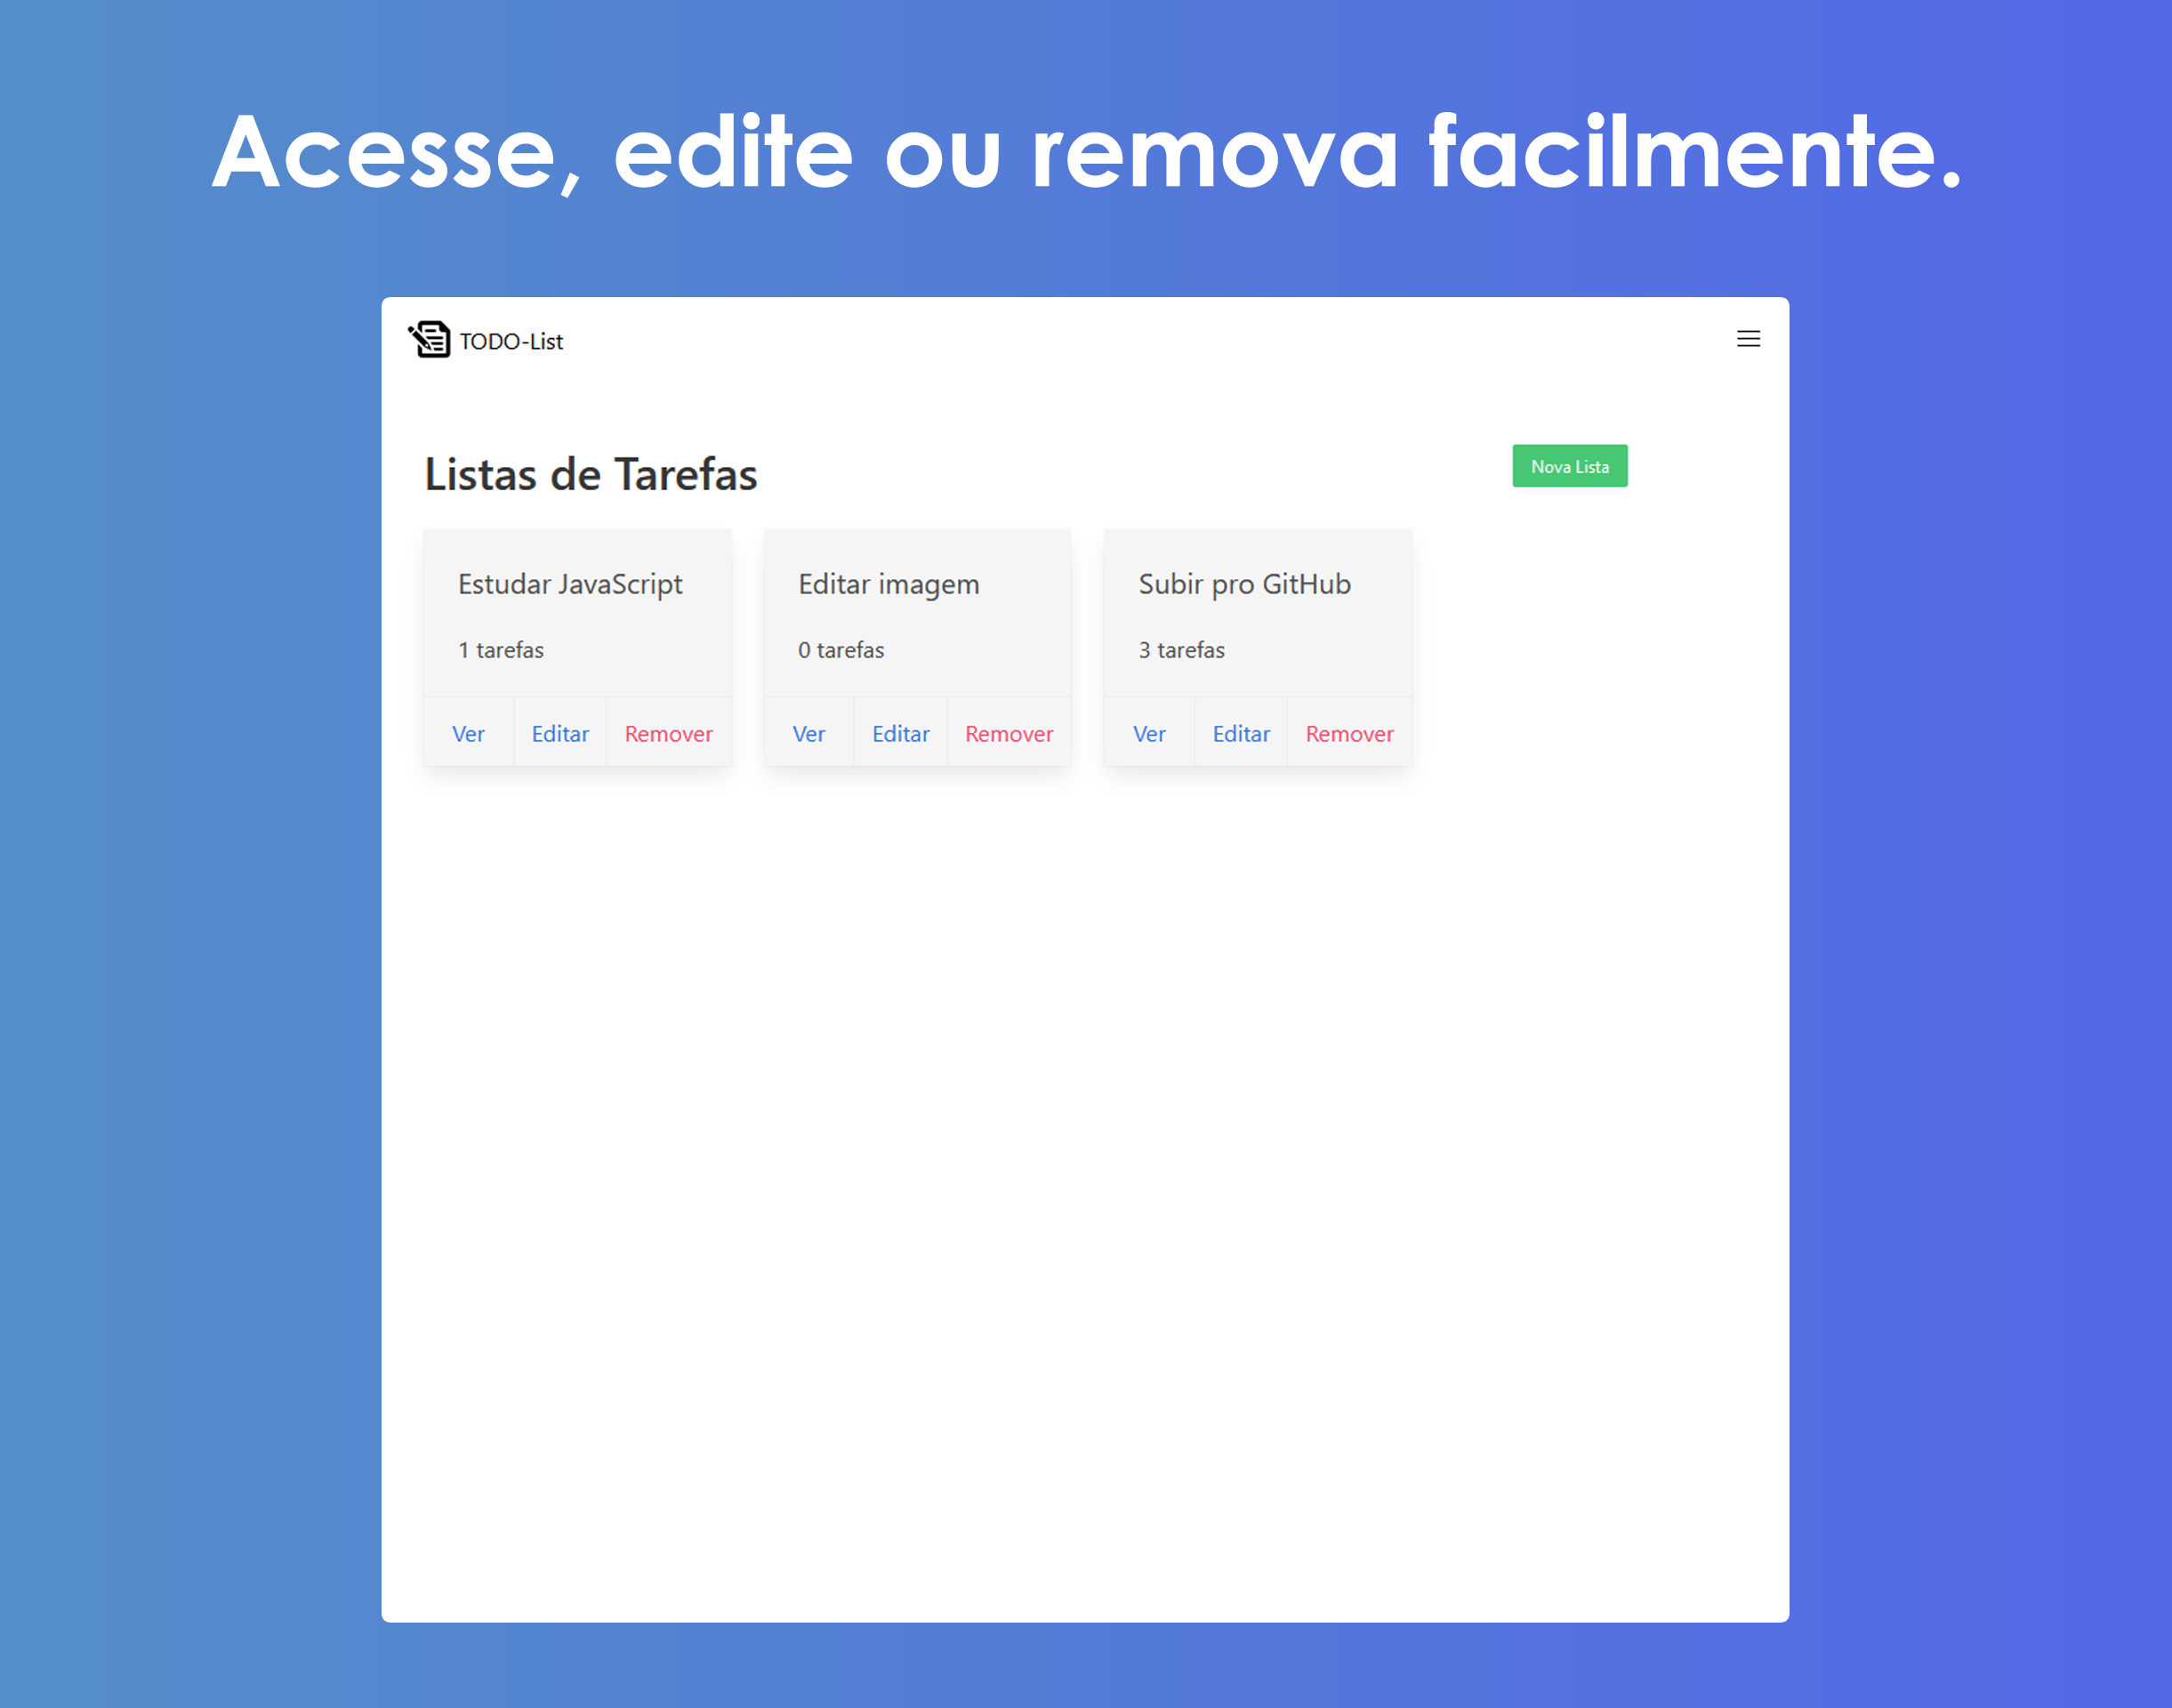 Acesse, edite ou remova facilmente.
TODO-List
Listas de Tarefas
Nova Lista
Estudar JavaScript
1 tarefas
Ver Editar Remover
Editar imagem
0 tarefas
Ver Editar Remover
Subir pro GitHub
3 tarefas
Ver Editar Remover